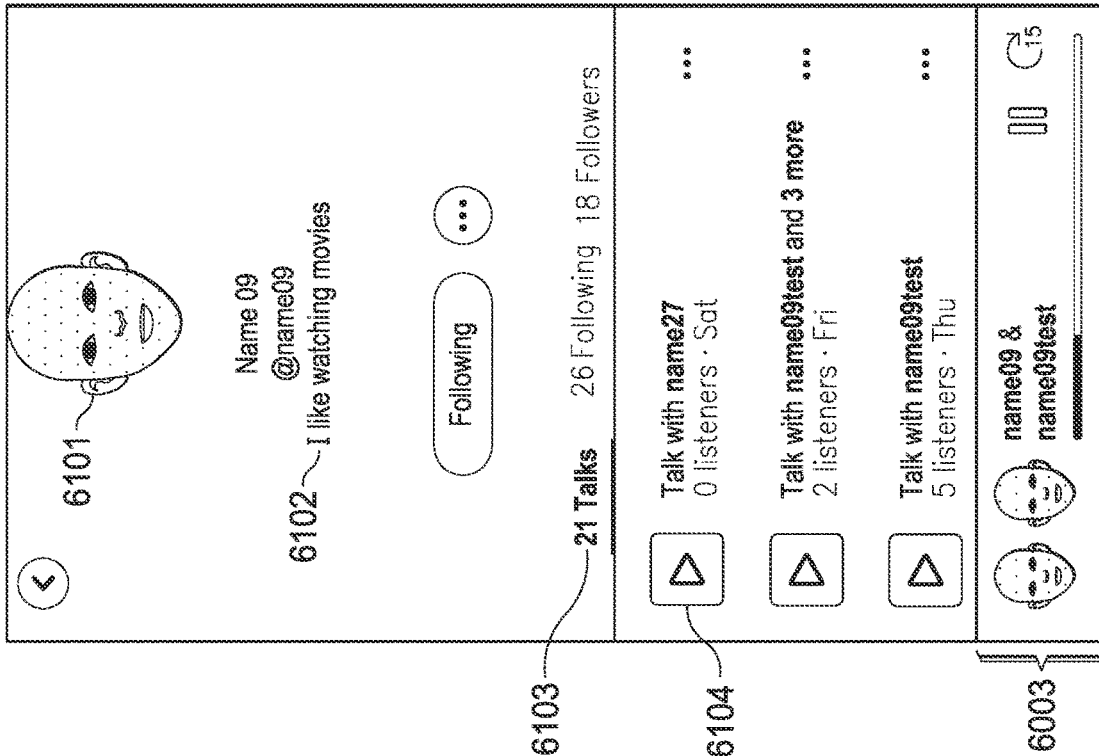 6101
Name 09
@name09
6102
I like watching movies
Following
6103
21 Talks 26 Following 18 Followers
6104
Talk with name27
0 listeners · Sat
Talk with name09test and 3 more
2 listeners · Fri
Talk with name09test
5 listeners · Thu
6003
name09 &
name09test
15